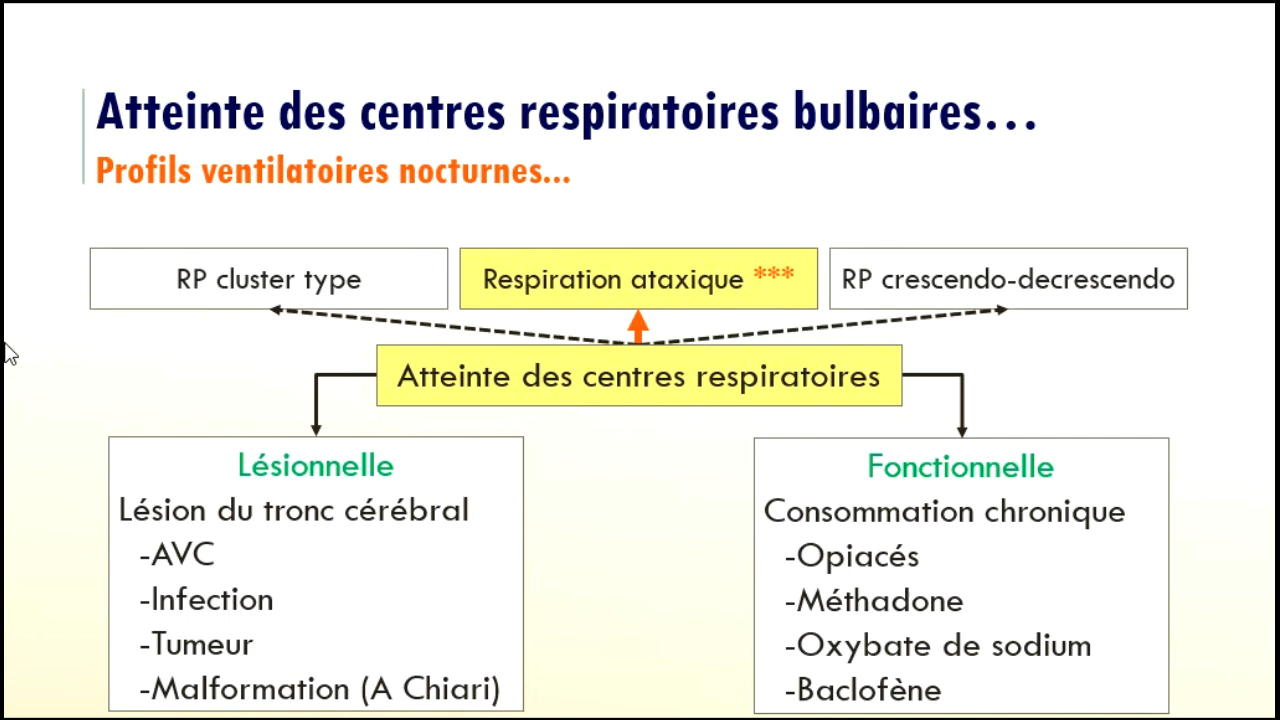 Atteinte des centres respiratoires bulbaires...
Profils ventilatoires nocturnes...
RP cluster type
Respiration ataxique ***
RP crescendo-decrescendo
Atteinte des centres respiratoires
Lésionnelle
Lésion du tronc cérébral
-AVC
-Infection
-Tumeur
-Malformation (A Chiari)
Fonctionnelle
Consommation chronique
-Opiacés
-Méthadone
-Oxybate de sodium
-Baclofène